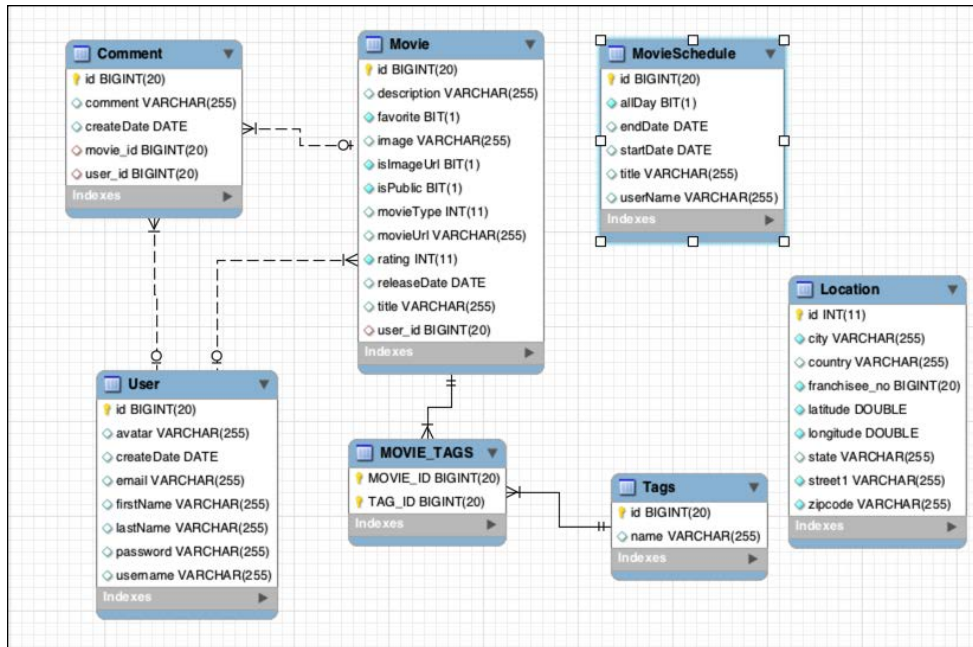 Comment
id BIGINT(20)
comment VARCHAR(255)
createDate DATE
movie_id BIGINT(20)
user_id BIGINT(20)
Indexes
Movie
id BIGINT(20)
description VARCHAR(255)
favorite BIT(1)
image VARCHAR(255)
isImageUrl BIT(1)
isPublic BIT(1)
movieType INT(11)
movieUrl VARCHAR(255)
rating INT(11)
releaseDate DATE
title VARCHAR(255)
user_id BIGINT(20)
Indexes
MovieSchedule
id BIGINT(20)
allDay BIT(1)
endDate DATE
startDate DATE
title VARCHAR(255)
userName VARCHAR(255)
Indexes
Location
id INT(11)
city VARCHAR(255)
country VARCHAR(255)
franchisee_no BIGINT(20)
latitude DOUBLE
longitude DOUBLE
state VARCHAR(255)
street1 VARCHAR(255)
zipcode VARCHAR(255)
Indexes
User
id BIGINT(20)
avatar VARCHAR(255)
createDate DATE
email VARCHAR(255)
firstName VARCHAR(255)
lastName VARCHAR(255)
password VARCHAR(255)
username VARCHAR(255)
Indexes
MOVIE_TAGS
MOVIE_ID BIGINT(20)
TAG_ID BIGINT(20)
Indexes
Tags
id BIGINT(20)
name VARCHAR(255)
Indexes